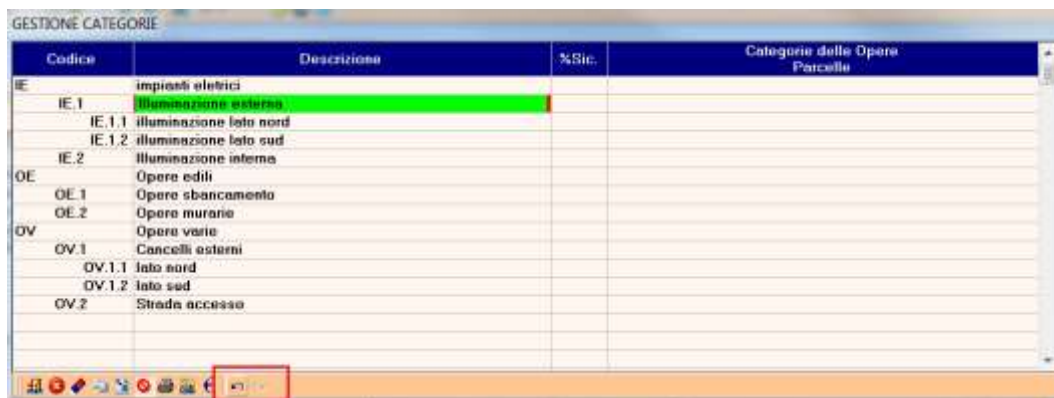 GESTIONE CATEGORIE
Codice Descrizione %Sic. Categorie delle Opere
Parcelle
IE impianti eletrici
IE.1 Illuminazione esterna
IE.1.1 illuminazione lato nord
IE.1.2 illuminazione lato sud
IE.2 Illuminazione interna
OE Opere edili
OE.1 Opere sbancamento
OE.2 Opere murarie
OV Opere varie
OV.1 Cancelli esterni
OV.1.1 lato nord
OV.1.2 lato sud
OV.2 Strada accesso